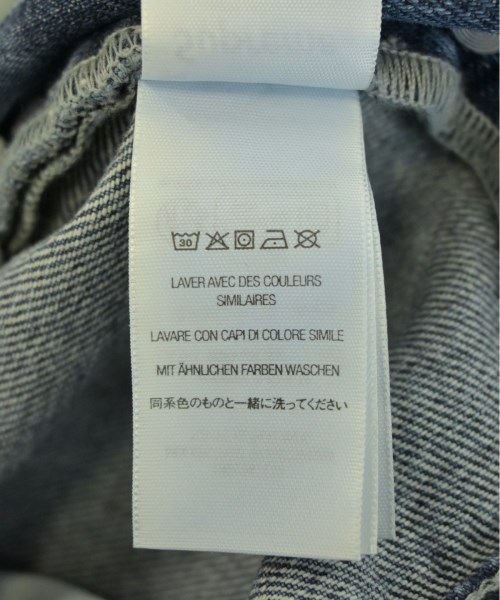 30
LAVER AVEC DES COULEURS
SIMILAIRES
LAVARE CON CAPI DI COLORE SIMILE
MIT ÄHNLICHEN FARBEN WASCHEN
同系色のものと一緒に洗ってください